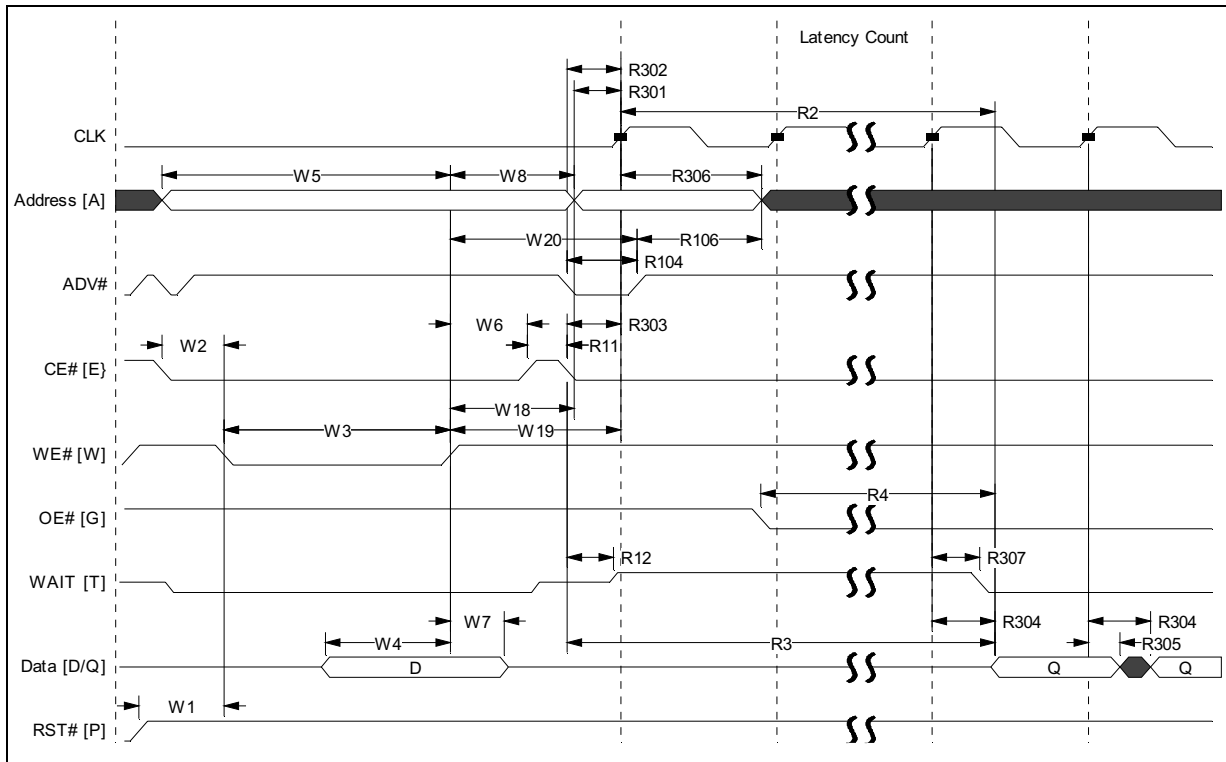 Latency Count
R302
R301
R2
CLK
W5
W8
R306
Address [A]
W20
R106
R104
ADV#
W6
R303
W2
R11
CE# [E}
W18
W3
W19
WE# [W]
R4
OE# [G]
R12
R307
WAIT [T]
W7
R304
R304
W4
R3
R305
Data [D/Q]
D
Q
Q
W1
RST# [P]